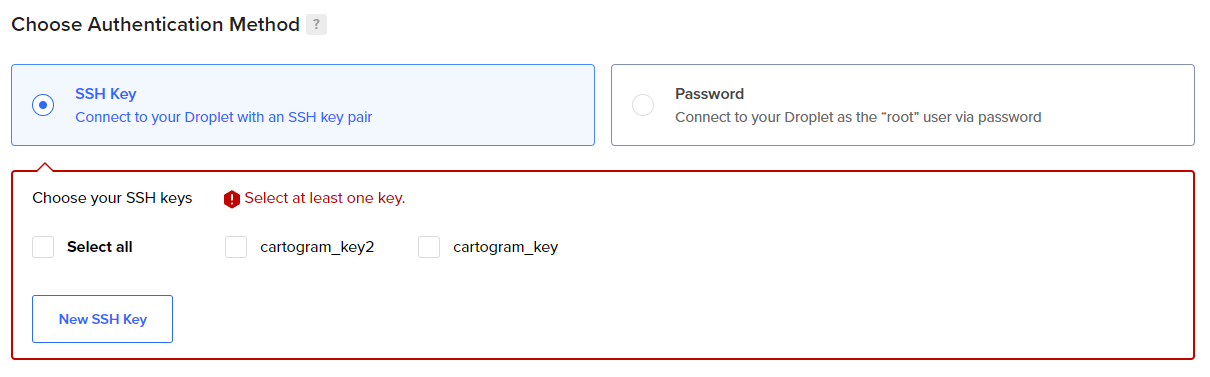 Choose Authentication Method ?
SSH Key
Connect to your Droplet with an SSH key pair
Password
Connect to your Droplet as the “root” user via password
Choose your SSH keys Select at least one key.
Select all cartogram_key2 cartogram_key
New SSH Key